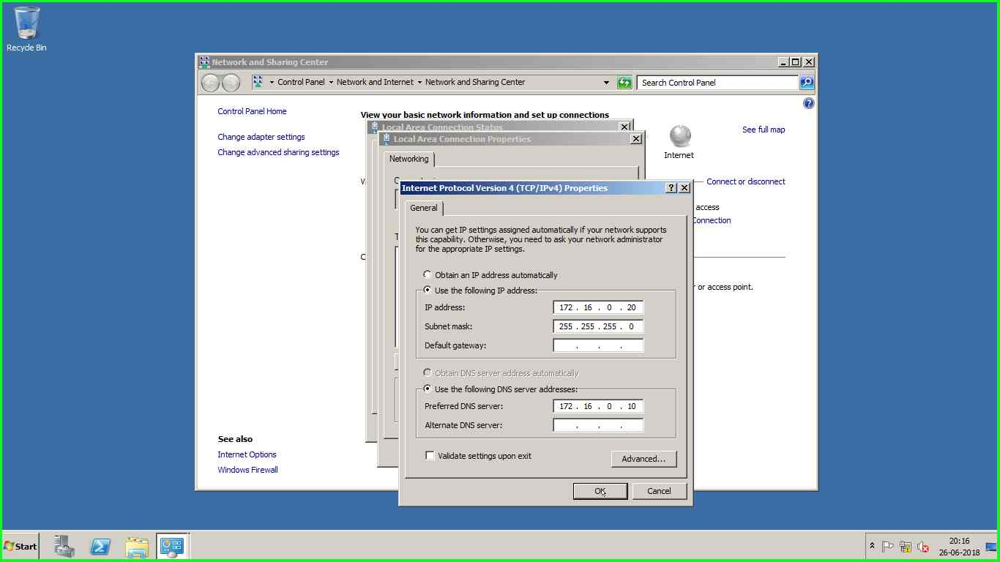 Recycle Bin
Network and Sharing Center
Control Panel Network and Internet Network and Sharing Center
Search Control Panel
Control Panel Home
Change adapter settings
Change advanced sharing settings
View your basic network information and set up connections
See full map
Internet
Connect or disconnect
access
Connection
or access point.
Local Area Connection Status
Local Area Connection Properties
Networking
Internet Protocol Version 4 (TCP/IPv4) Properties
General
You can get IP settings assigned automatically if your network supports
this capability. Otherwise, you need to ask your network administrator
for the appropriate IP settings.
Obtain an IP address automatically
Use the following IP address:
IP address: 172 . 16 . 0 . 20
Subnet mask: 255 . 255 . 255 . 0
Default gateway: . . .
Obtain DNS server address automatically
Use the following DNS server addresses:
Preferred DNS server: 172 . 16 . 0 . 10
Alternate DNS server: . . .
Validate settings upon exit
Advanced...
OK Cancel
See also
Internet Options
Windows Firewall
Start
20:16
26-06-2018